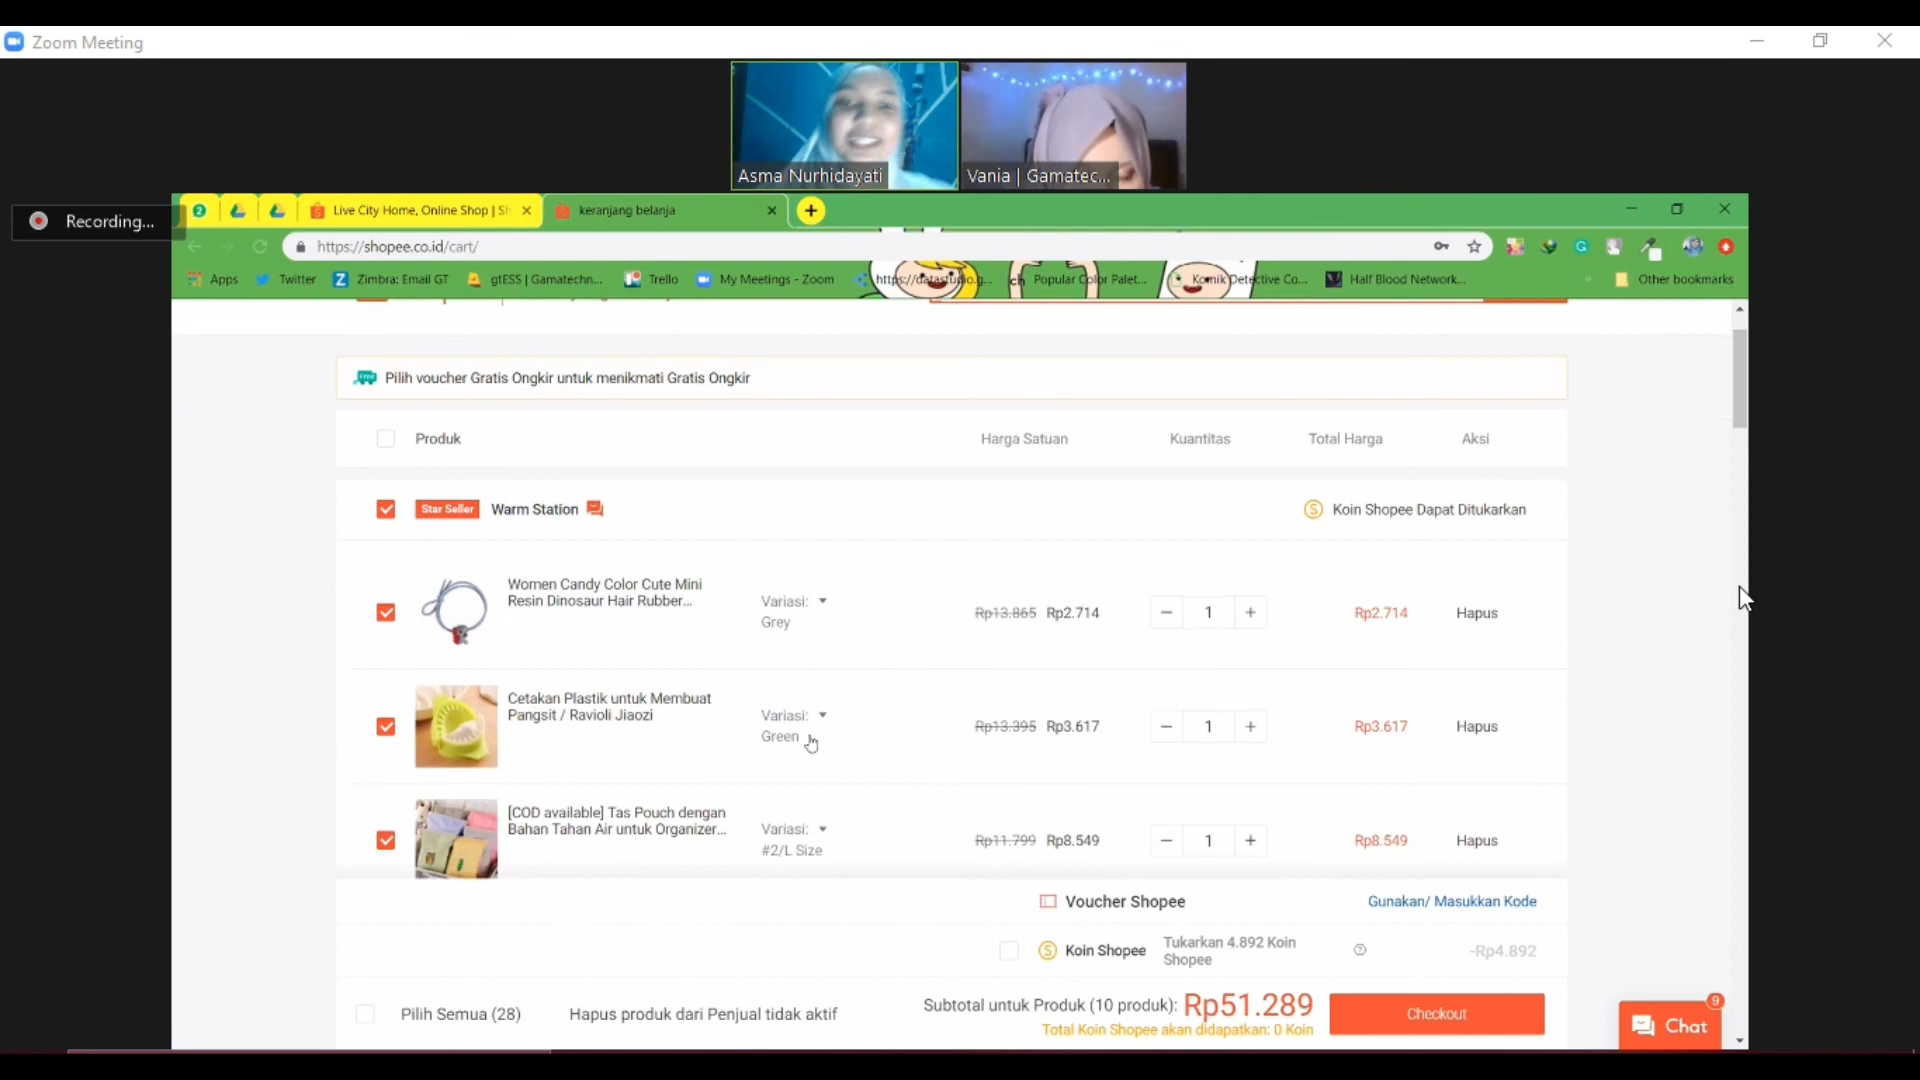 Zoom Meeting
Asma Nurhidayati
Vania | Gamatec...
Recording...
2
Live City Home, Online Shop | Sh
keranjang belanja
https://shopee.co.id/cart/
Apps
Twitter
Zimbra: Email GT
gtESS | Gamatechn...
Trello
My Meetings - Zoom
https://datastudio.g...
Popular Color Palet...
Komik Detective Co...
Half Blood Network...
Other bookmarks
Free
Pilih voucher Gratis Ongkir untuk menikmati Gratis Ongkir
Produk
Harga Satuan
Kuantitas
Total Harga
Aksi
Star Seller
Warm Station
Koin Shopee Dapat Ditukarkan
Women Candy Color Cute Mini
Resin Dinosaur Hair Rubber...
Variasi:
Grey
Rp13.865 Rp2.714
1
Rp2.714
Hapus
Cetakan Plastik untuk Membuat
Pangsit / Ravioli Jiaozi
Variasi:
Green
Rp13.395 Rp3.617
1
Rp3.617
Hapus
[COD available] Tas Pouch dengan
Bahan Tahan Air untuk Organizer...
Variasi:
#2/L Size
Rp11.799 Rp8.549
1
Rp8.549
Hapus
Voucher Shopee
Gunakan/ Masukkan Kode
Koin Shopee
Tukarkan 4.892 Koin
Shopee
-Rp4.892
Pilih Semua (28)
Hapus produk dari Penjual tidak aktif
Subtotal untuk Produk (10 produk): Rp51.289
Total Koin Shopee akan didapatkan: 0 Koin
Checkout
9
Chat